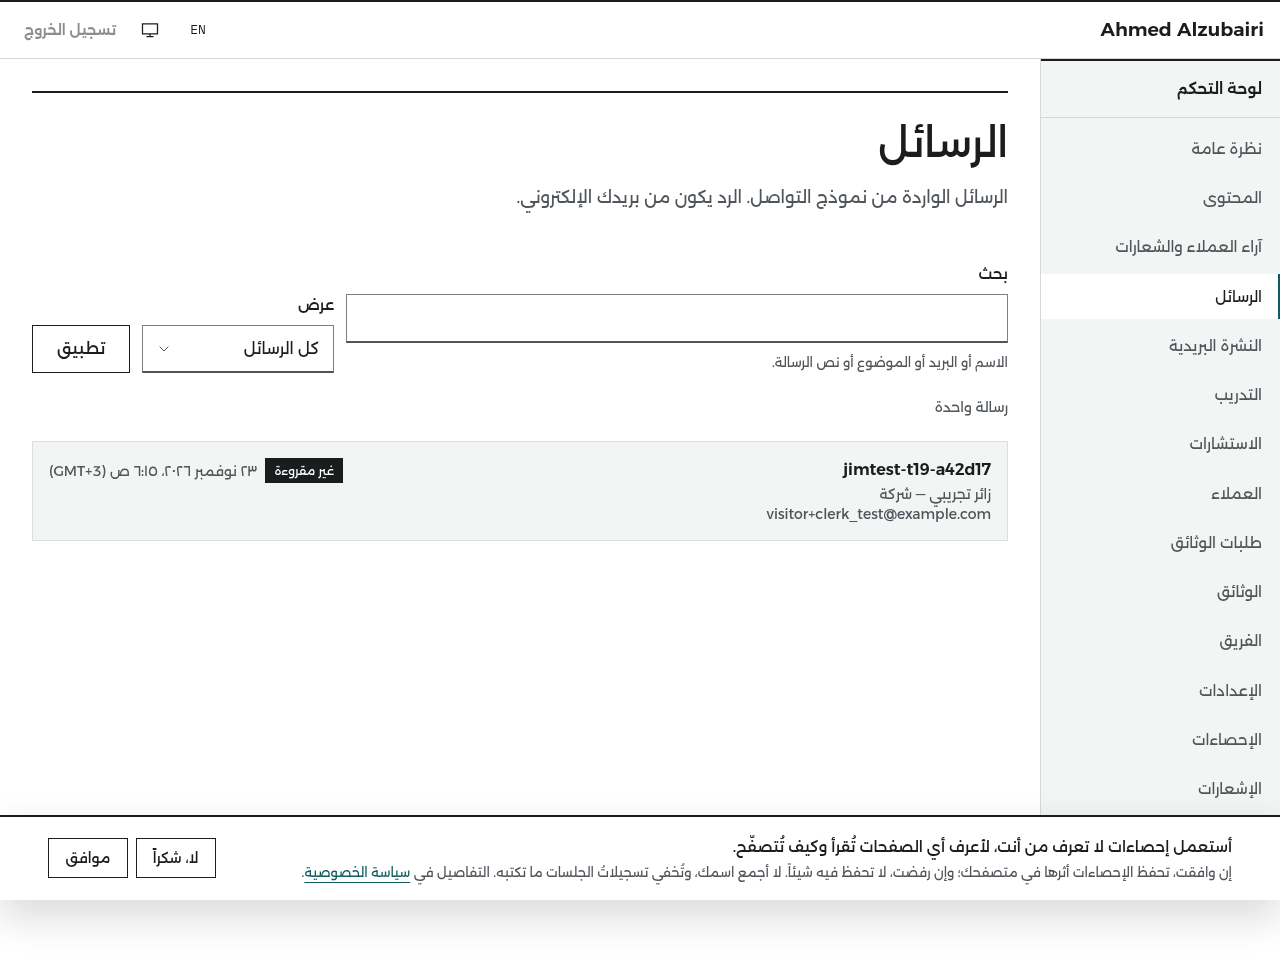 Ahmed Alzubairi
EN
تسجيل الخروج
لوحة التحكم
نظرة عامة
المحتوى
آراء العملاء والشعارات
الرسائل
النشرة البريدية
التدريب
الاستشارات
العملاء
طلبات الوثائق
الوثائق
الفريق
الإعدادات
الإحصاءات
الإشعارات
الرسائل
الرسائل الواردة من نموذج التواصل. الرد يكون من بريدك الإلكتروني.
بحث
الاسم أو البريد أو الموضوع أو نص الرسالة.
عرض
كل الرسائل
تطبيق
رسالة واحدة
jimtest-t19-a42d17
زائر تجريبي — شركة
visitor+clerk_test@example.com
غير مقروءة
٢٣ نوفمبر ٢٠٢٦، ٦:١٥ ص (GMT+3)
أستعمل إحصاءات لا تعرف من أنت، لأعرف أي الصفحات تُقرأ وكيف تُتصفّح.
إن وافقت، تحفظ الإحصاءات أثرها في متصفحك؛ وإن رفضت، لا تحفظ فيه شيئاً. لا أجمع اسمك، وتُخفي تسجيلاتُ الجلسات ما تكتبه. التفاصيل في سياسة الخصوصية.
لا، شكراً
موافق